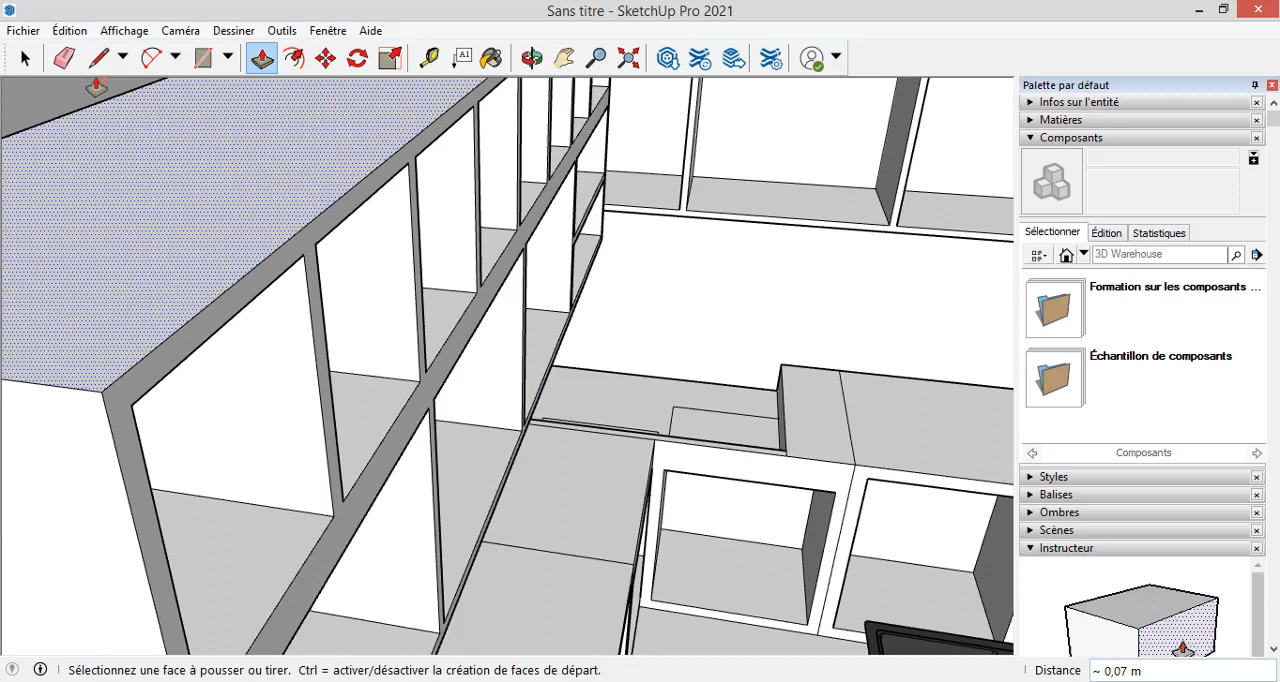 Sans titre - SketchUp Pro 2021
Fichier Édition Affichage Caméra Dessiner Outils Fenêtre Aide
A1
Palette par défaut
Infos sur l'entité
Matières
Composants
Sélectionner Édition Statistiques
3D Warehouse
Formation sur les composants ...
Échantillon de composants
Composants
Styles
Balises
Ombres
Scènes
Instructeur
Sélectionnez une face à pousser ou tirer. Ctrl = activer/désactiver la création de faces de départ.
Distance ~ 0,07 m